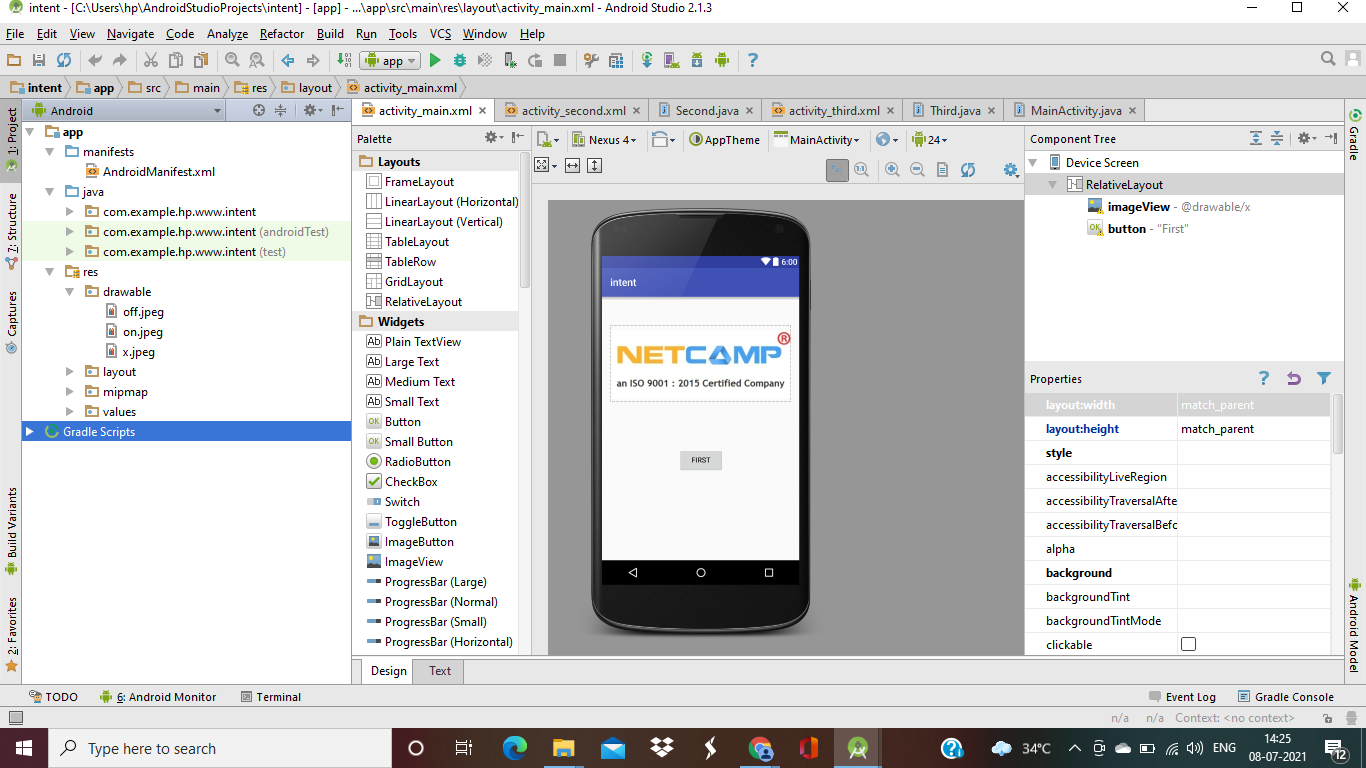 intent - [C:\Users\hp\AndroidStudioProjects\intent] - [app] - ...\app\src\main\res\layout\activity_main.xml - Android Studio 2.1.3
File Edit View Navigate Code Analyze Refactor Build Run Tools VCS Window Help
app
intent app src main res layout activity_main.xml
1: Project
7: Structure
Captures
Build Variants
2: Favorites
Android
app
manifests
AndroidManifest.xml
java
com.example.hp.www.intent
com.example.hp.www.intent (androidTest)
com.example.hp.www.intent (test)
res
drawable
off.jpeg
on.jpeg
x.jpeg
layout
mipmap
values
Gradle Scripts
activity_main.xml activity_second.xml Second.java activity_third.xml Third.java MainActivity.java
Palette
Layouts
FrameLayout
LinearLayout (Horizontal)
LinearLayout (Vertical)
TableLayout
TableRow
GridLayout
RelativeLayout
Widgets
Plain TextView
Large Text
Medium Text
Small Text
Button
Small Button
RadioButton
CheckBox
Switch
ToggleButton
ImageButton
ImageView
ProgressBar (Large)
ProgressBar (Normal)
ProgressBar (Small)
ProgressBar (Horizontal)
Nexus 4 AppTheme MainActivity 24
6:00
intent
NETCAMP ®
an ISO 9001 : 2015 Certified Company
FIRST
Component Tree
Device Screen
RelativeLayout
imageView - @drawable/x
button - "First"
Properties
layout:width match_parent
layout:height match_parent
style
accessibilityLiveRegion
accessibilityTraversalAfte
accessibilityTraversalBefo
alpha
background
backgroundTint
backgroundTintMode
clickable
Gradle
Android Model
Design Text
TODO 6: Android Monitor Terminal Event Log Gradle Console
n/a n/a Context: <no context>
Type here to search
34°C ENG 14:25
08-07-2021
12